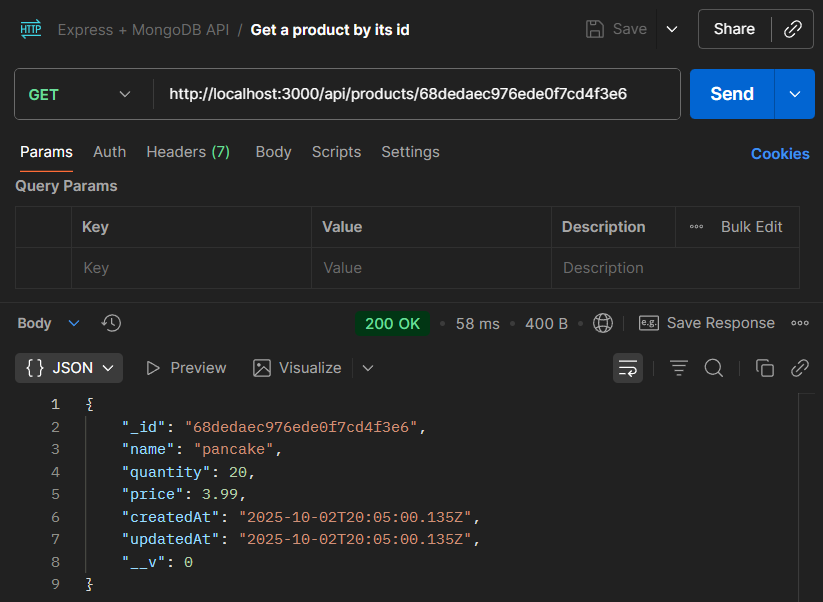 HTTP Express + MongoDB API / Get a product by its id Save Share
GET http://localhost:3000/api/products/68dedaec976ede0f7cd4f3e6 Send
Params Auth Headers (7) Body Scripts Settings Cookies
Query Params
Key Value Description Bulk Edit
Key Value Description
Body 200 OK • 58 ms • 400 B • e.g. Save Response
{ } JSON Preview Visualize
1 {
2 "_id": "68dedaec976ede0f7cd4f3e6",
3 "name": "pancake",
4 "quantity": 20,
5 "price": 3.99,
6 "createdAt": "2025-10-02T20:05:00.135Z",
7 "updatedAt": "2025-10-02T20:05:00.135Z",
8 "__v": 0
9 }